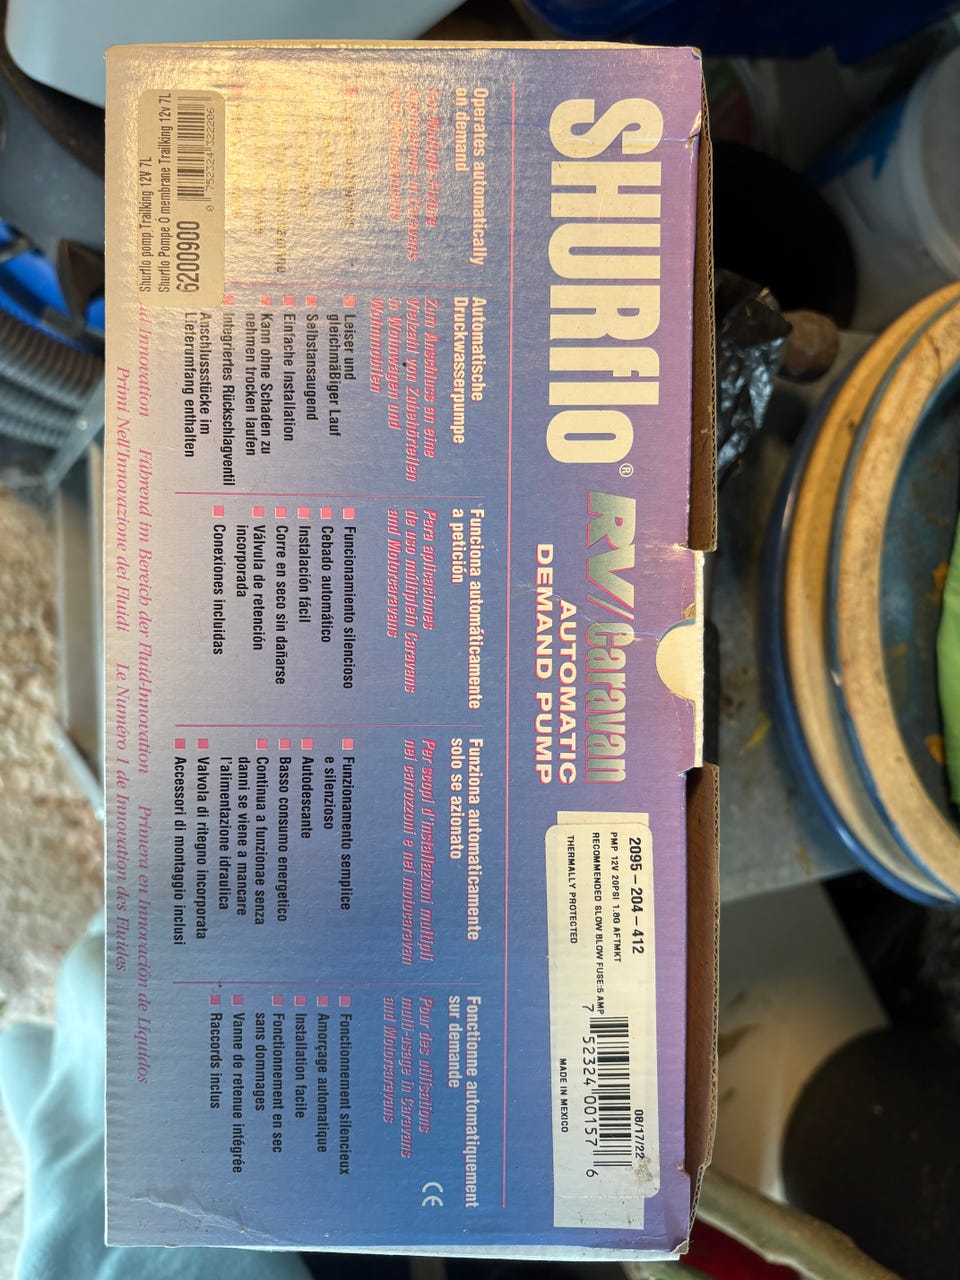 SHURflo® RV/Caravan
AUTOMATIC
DEMAND PUMP
2095-204-412
08/17/22
PMP 12V 20PSI 1.8G AFTMKT
RECOMMENDED SLOW BLOW FUSE:5 AMP
THERMALLY PROTECTED
7 52324 00157 6
MADE IN MEXICO
Operates automatically
on demand
Automatische
Druckwasserpumpe
Zum Anschluss an eine
Vielzahl von Zubehörteilen
in Wohnwagen und
Wohnmobilen
Leiser und
gleichmäßiger Lauf
Selbstansaugend
Einfache Installation
Kann ohne Schaden zu
nehmen trocken laufen
Integriertes Rückschlagventil
Anschlussstücke im
Lieferumfang enthalten
Funciona automáticamente
a petición
Para aplicaciones
de uso múltiplein Caravans
and Motorcaravans
Funcionamiento silencioso
Cebado automático
Instalación fácil
Corre en seco sin dañarse
Válvula de retención
incorporada
Conexiones incluidas
Funziona automaticamente
solo se azionato
Per scopi d'installazioni multipli
nei carrozzoni e nei motocaravan
Funzionamento semplice
e silenzioso
Autodescante
Basso consumo energetico
Continua a funzionae senza
danni se viene a mancare
l'alimentazione idraulica
Valvola di ritegno incorporata
Accessori di montaggio inclusi
Fonctionne automatiquement
sur demande
Pour des utilisations
multi-usage in Caravans
and Motorcaravans
Fonctionnement silencieux
Amorçage automatique
Installation facile
Fonctionnement en sec
sans dommages
Vanne de retenue intégrée
Raccords inclus
CE
6200900
Shurflo Pompe ó membrane Trailking 12v 7L
Shurflo pomp Trailking 12V 7L
Innovation Führend im Bereich der Fluid-Innovation Primera en Innovación de Líquidos
Primi Nell'Innovazione dei Fluidi Le Numéro 1 de Innovation des Fluides